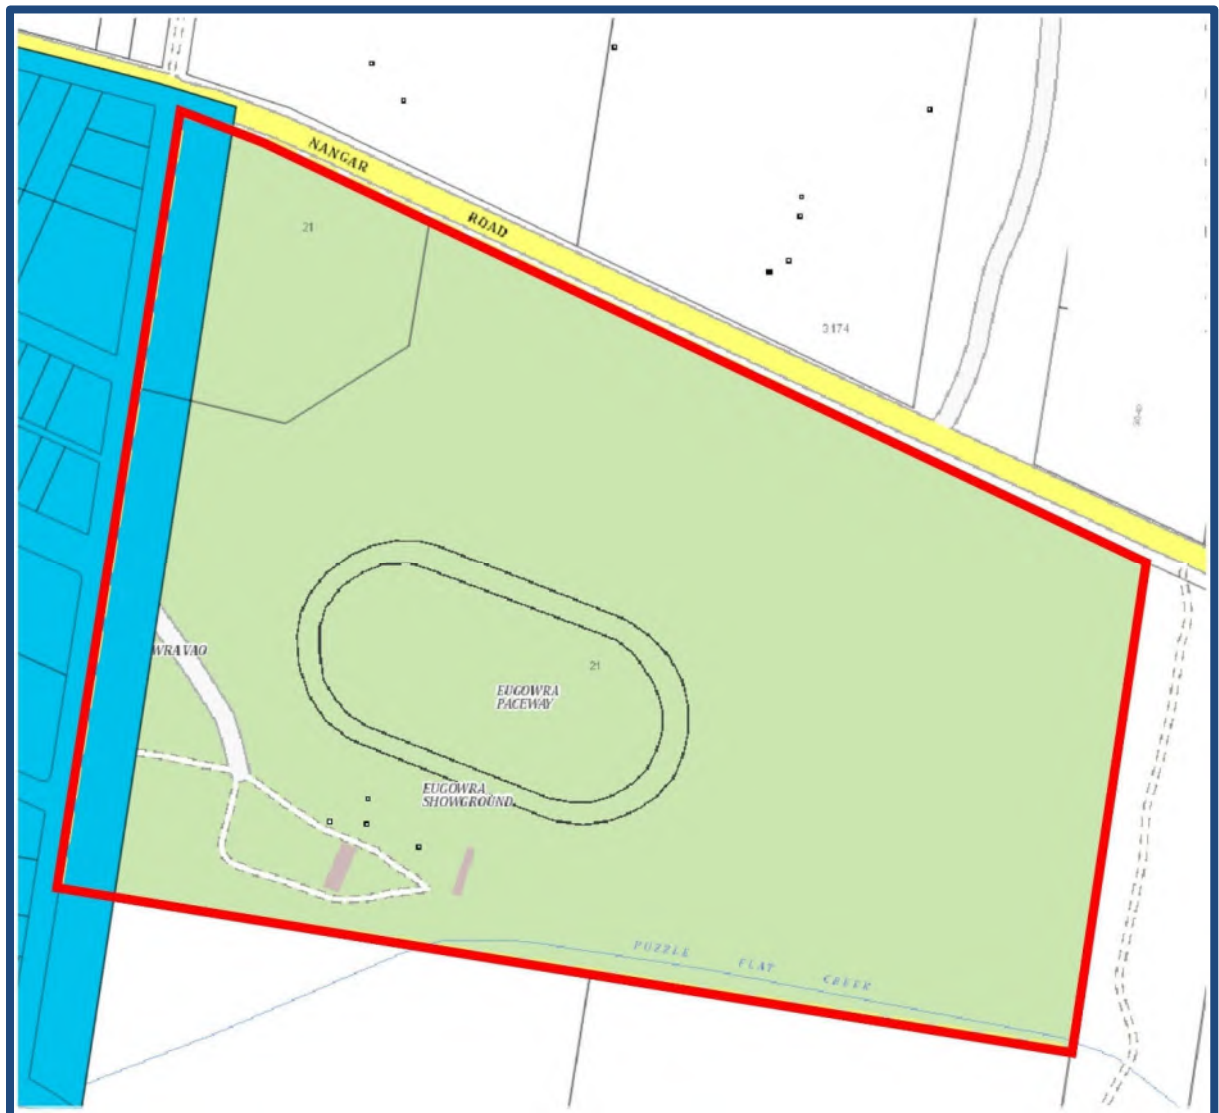 NANGAR
ROAD
21
3174
WRAVAO
21
EUGOWRA
PACEWAY
EUGOWRA
SHOWGROUND
PUZZLE FLAT CREEK